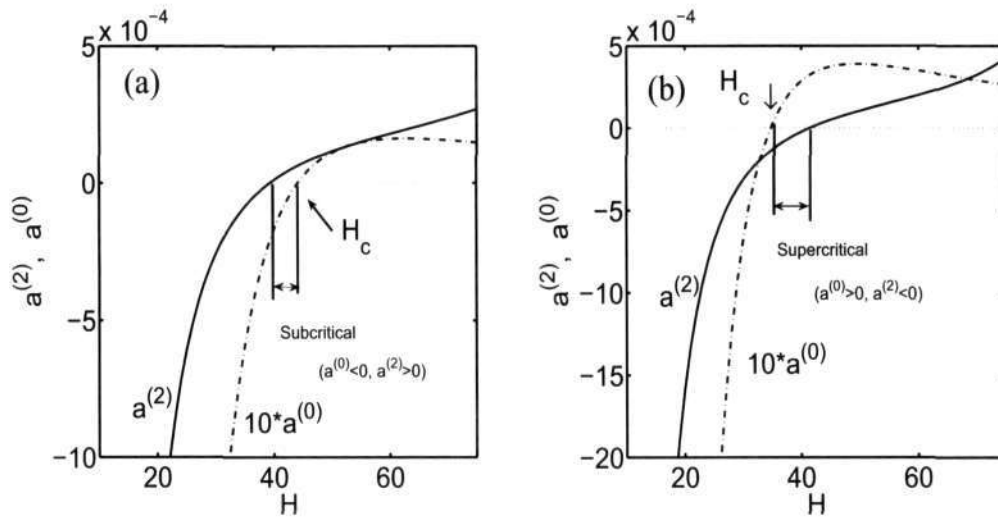 5 x 10⁻⁴
(a)
0
H_c
a⁽²⁾, a⁽⁰⁾
−5
Subcritical
(a⁽⁰⁾<0, a⁽²⁾>0)
a⁽²⁾
10*a⁽⁰⁾
−10
20 40 60
H
5 x 10⁻⁴
(b)
H_c
0
a⁽²⁾, a⁽⁰⁾
−5
Supercritical
a⁽²⁾
(a⁽⁰⁾>0, a⁽²⁾<0)
−10
10*a⁽⁰⁾
−15
−20
20 40 60
H